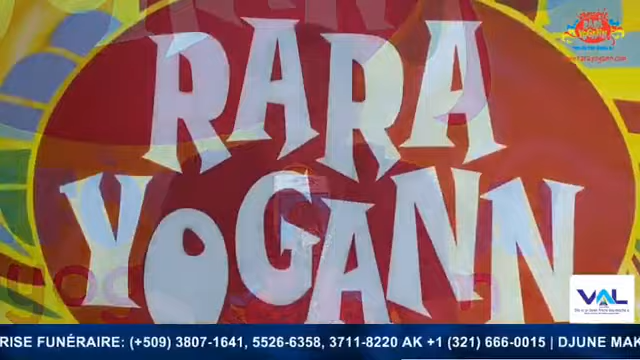 RARA
YOGANN
VAL
RISE FUNÉRAIRE: (+509) 3807-1641, 5526-6358, 3711-8220 AK +1 (321) 666-0015 | DJUNE MAK